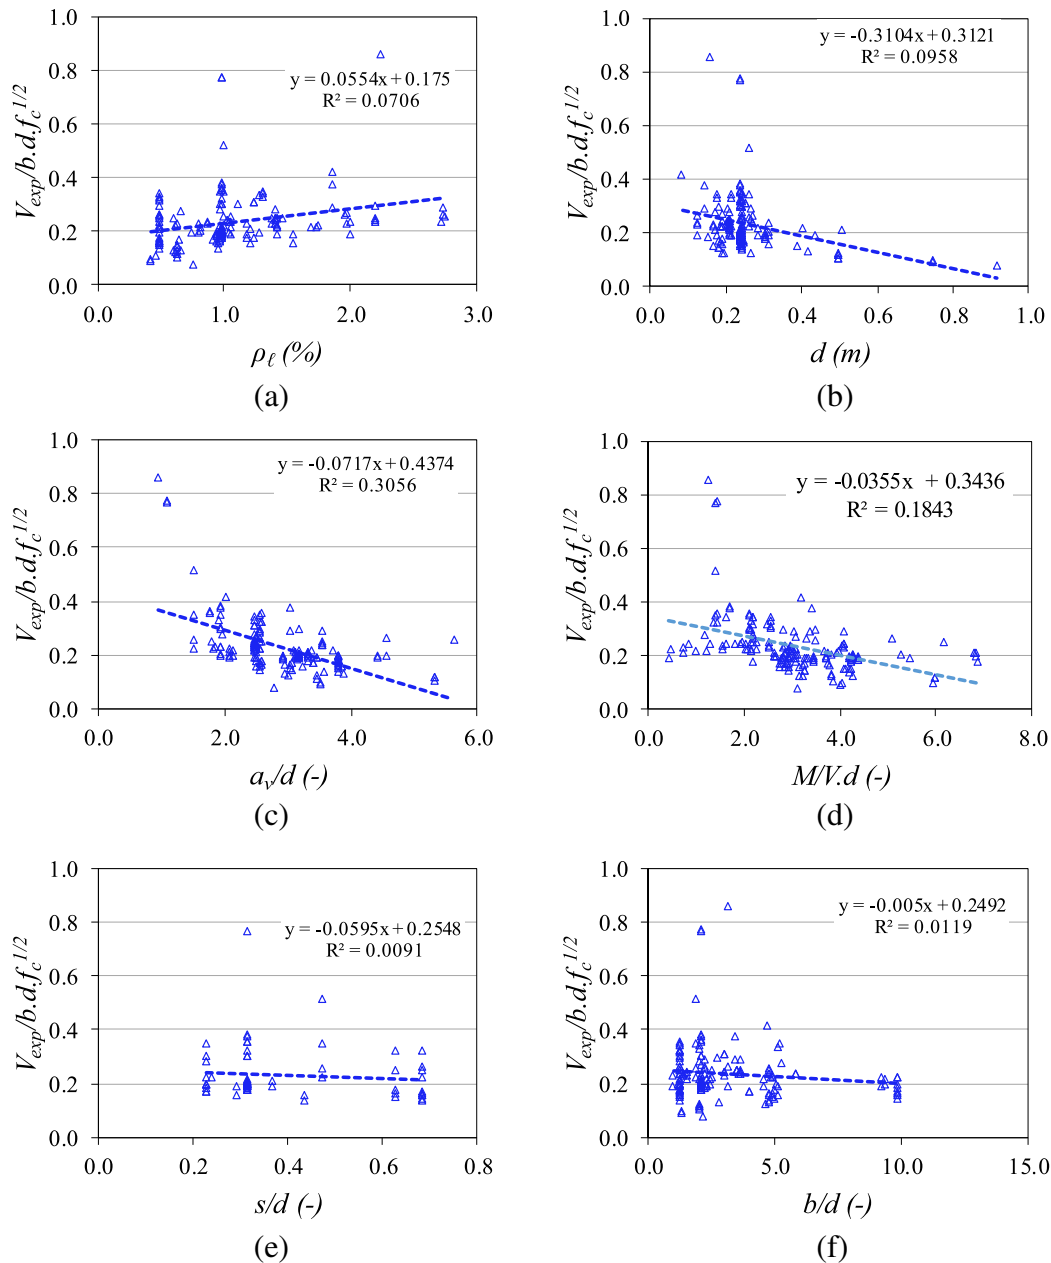 1.0
0.8
0.6
0.4
0.2
0.0
V_exp/b.d.f_c^1/2
y = 0.0554x+0.175
R² = 0.0706
0.0 1.0 2.0 3.0
ρ_ℓ (%)
(a)
1.0
0.8
0.6
0.4
0.2
0.0
V_exp/b.d.f_c^1/2
y = -0.3104x+0.3121
R² = 0.0958
0.0 0.2 0.4 0.6 0.8 1.0
d (m)
(b)
1.0
0.8
0.6
0.4
0.2
0.0
V_exp/b.d.f_c^1/2
y = -0.0717x+0.4374
R² = 0.3056
0.0 2.0 4.0 6.0
a_v/d (-)
(c)
1.0
0.8
0.6
0.4
0.2
0.0
V_exp/b.d.f_c^1/2
y = -0.0355x + 0.3436
R² = 0.1843
0.0 2.0 4.0 6.0 8.0
M/V.d (-)
(d)
1.0
0.8
0.6
0.4
0.2
0.0
V_exp/b.d.f_c^1/2
y = -0.0595x+0.2548
R² = 0.0091
0.0 0.2 0.4 0.6 0.8
s/d (-)
(e)
1.0
0.8
0.6
0.4
0.2
0.0
V_exp/b.d.f_c^1/2
y = -0.005x+0.2492
R² = 0.0119
0.0 5.0 10.0 15.0
b/d (-)
(f)